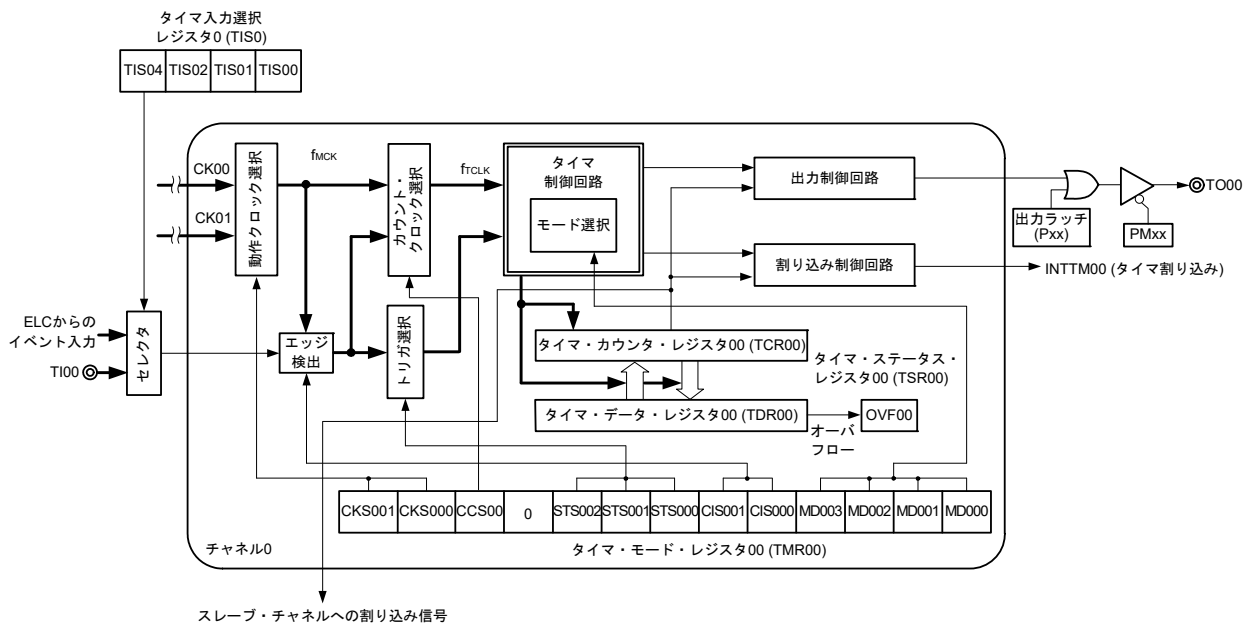 タイマ入力選択
レジスタ0 (TIS0)
TIS04 TIS02 TIS01 TIS00
CK00
CK01
動作クロック選択
fMCK
カウント・
クロック選択
fTCLK
タイマ
制御回路
モード選択
出力制御回路
出力ラッチ
(Pxx)
PMxx
TO00
割り込み制御回路
INTTM00 (タイマ割り込み)
ELCからの
イベント入力
TI00
セレクタ
エッジ
検出
トリガ選択
タイマ・カウンタ・レジスタ00 (TCR00)
タイマ・ステータス・
レジスタ00 (TSR00)
タイマ・データ・レジスタ00 (TDR00)
OVF00
オーバ
フロー
CKS001 CKS000 CCS00 0 STS002 STS001 STS000 CIS001 CIS000 MD003 MD002 MD001 MD000
チャネル0
タイマ・モード・レジスタ00 (TMR00)
スレーブ・チャネルへの割り込み信号